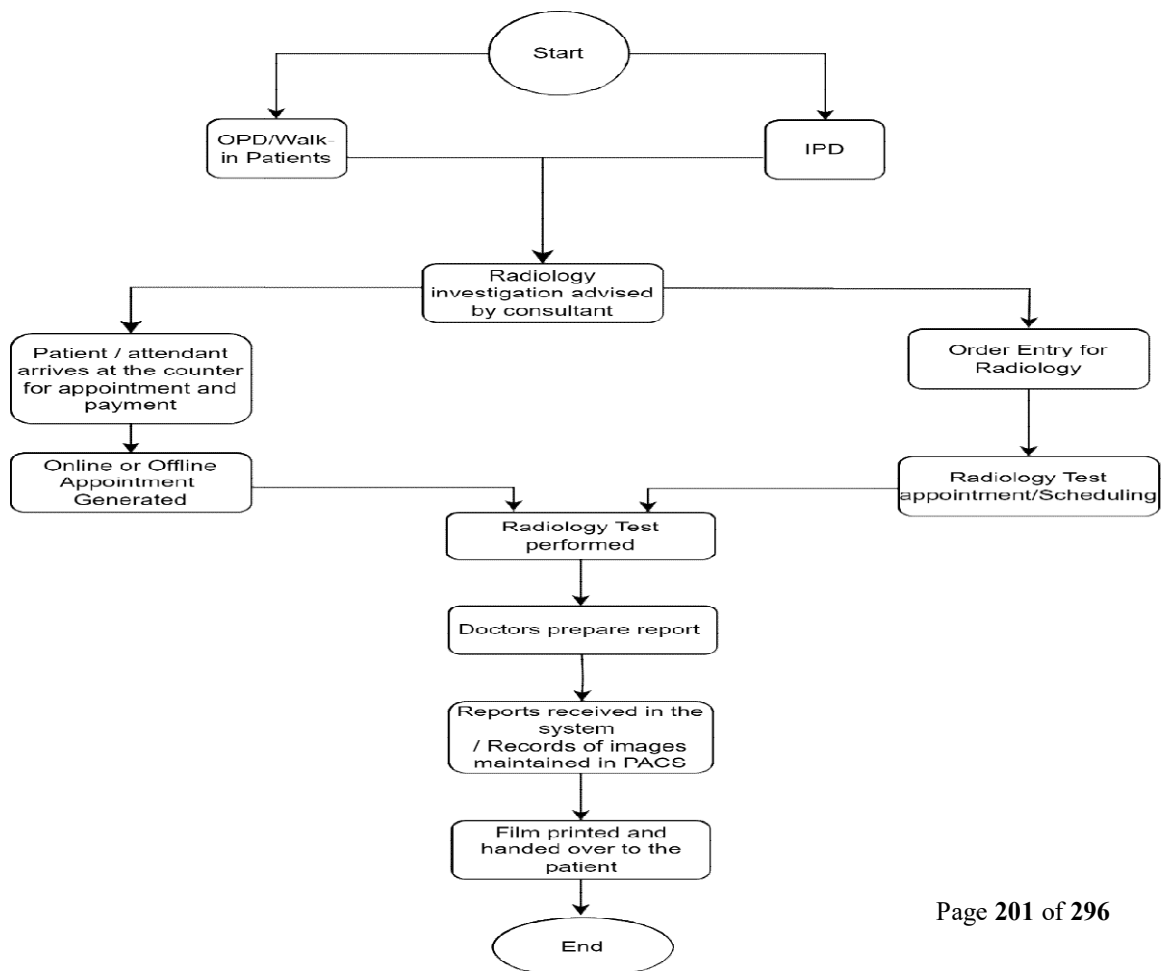 Start
OPD/Walk-
in Patients
IPD
Radiology
investigation advised
by consultant
Patient / attendant
arrives at the counter
for appointment and
payment
Order Entry for
Radiology
Online or Offline
Appointment
Generated
Radiology Test
appointment/Scheduling
Radiology Test
performed
Doctors prepare report
Reports received in the
system
/ Records of images
maintained in PACS
Film printed and
handed over to the
patient
End
Page 201 of 296